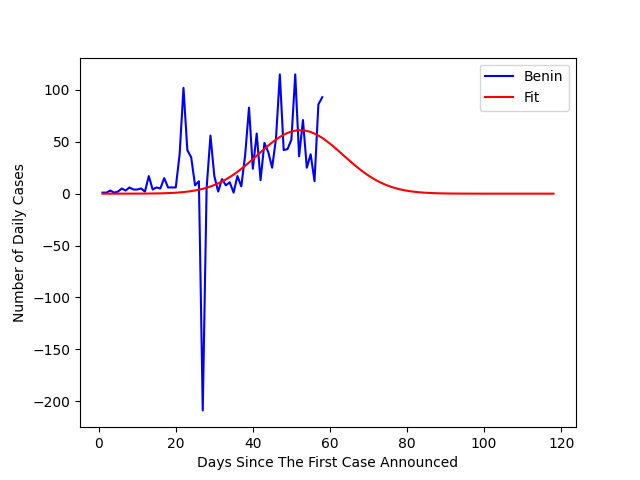 Benin
Fit
100
50
0
−50
−100
−150
−200
Number of Daily Cases
0 20 40 60 80 100 120
Days Since The First Case Announced